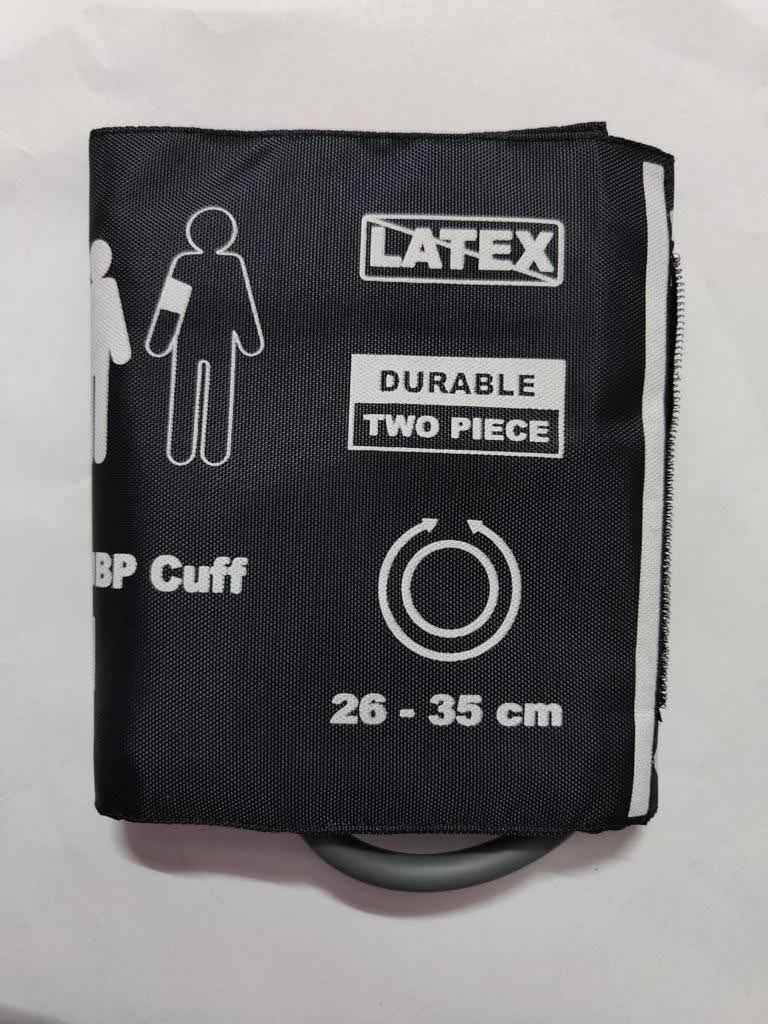 LATEX
DURABLE
TWO PIECE
BP Cuff
26 - 35 cm